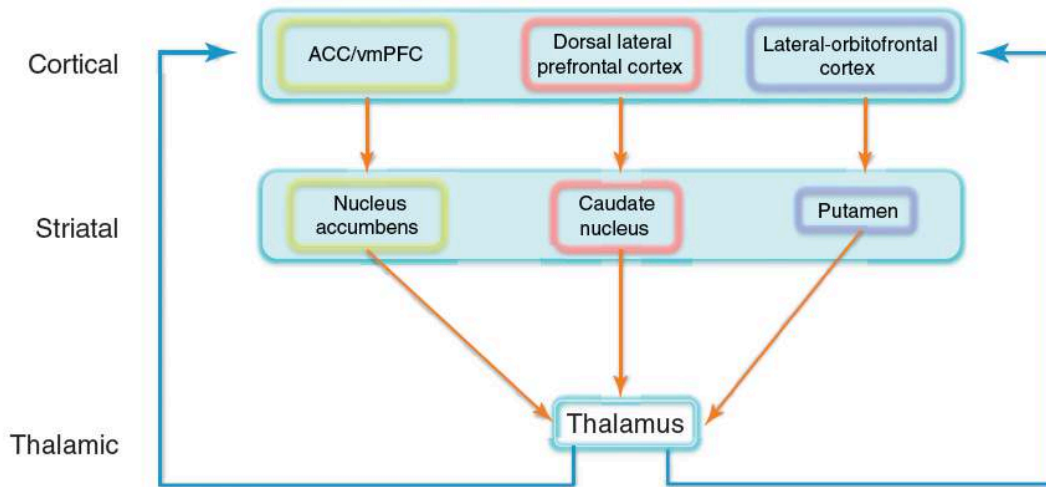 Cortical
ACC/vmPFC
Dorsal lateral
prefrontal cortex
Lateral-orbitofrontal
cortex
Striatal
Nucleus
accumbens
Caudate
nucleus
Putamen
Thalamic
Thalamus